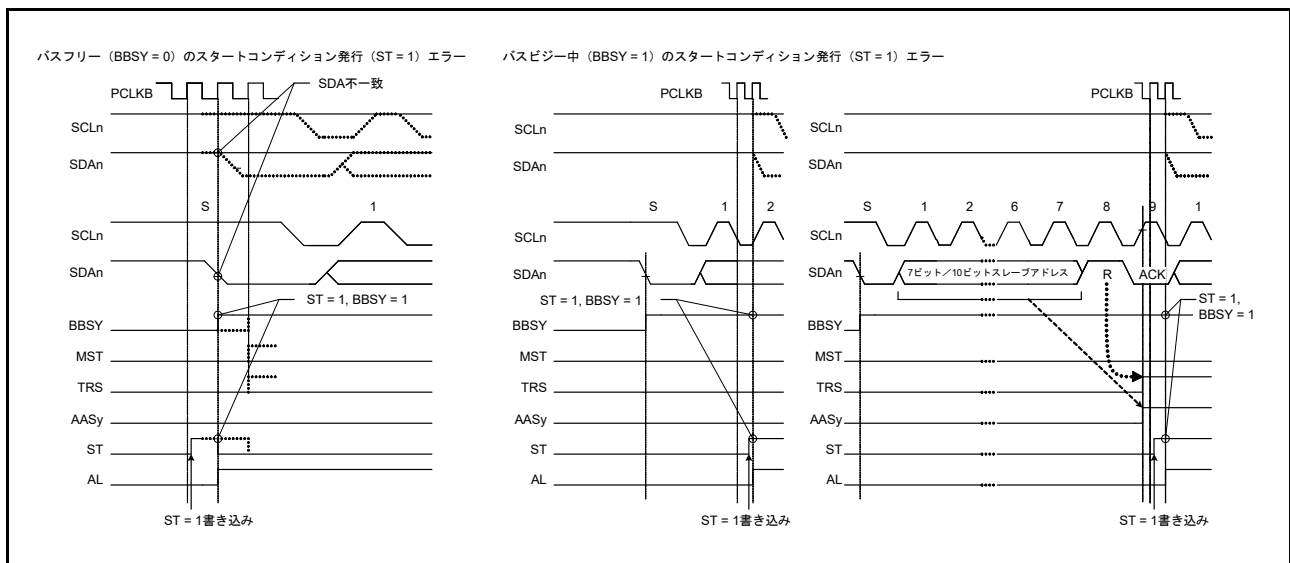 バスフリー（BBSY = 0）のスタートコンディション発行（ST = 1）エラー
PCLKB
SDA不一致
SCLn
SDAn
S
1
SCLn
SDAn
ST = 1, BBSY = 1
BBSY
MST
TRS
AASy
ST
AL
ST = 1書き込み
バスビジー中（BBSY = 1）のスタートコンディション発行（ST = 1）エラー
PCLKB
SCLn
SDAn
S
1
2
SCLn
SDAn
ST = 1, BBSY = 1
BBSY
MST
TRS
AASy
ST
AL
ST = 1書き込み
PCLKB
SCLn
SDAn
S
1
2
6
7
8
9
1
SCLn
SDAn
7ビット／10ビットスレーブアドレス
R
ACK
ST = 1,
BBSY = 1
BBSY
MST
TRS
AASy
ST
AL
ST = 1書き込み